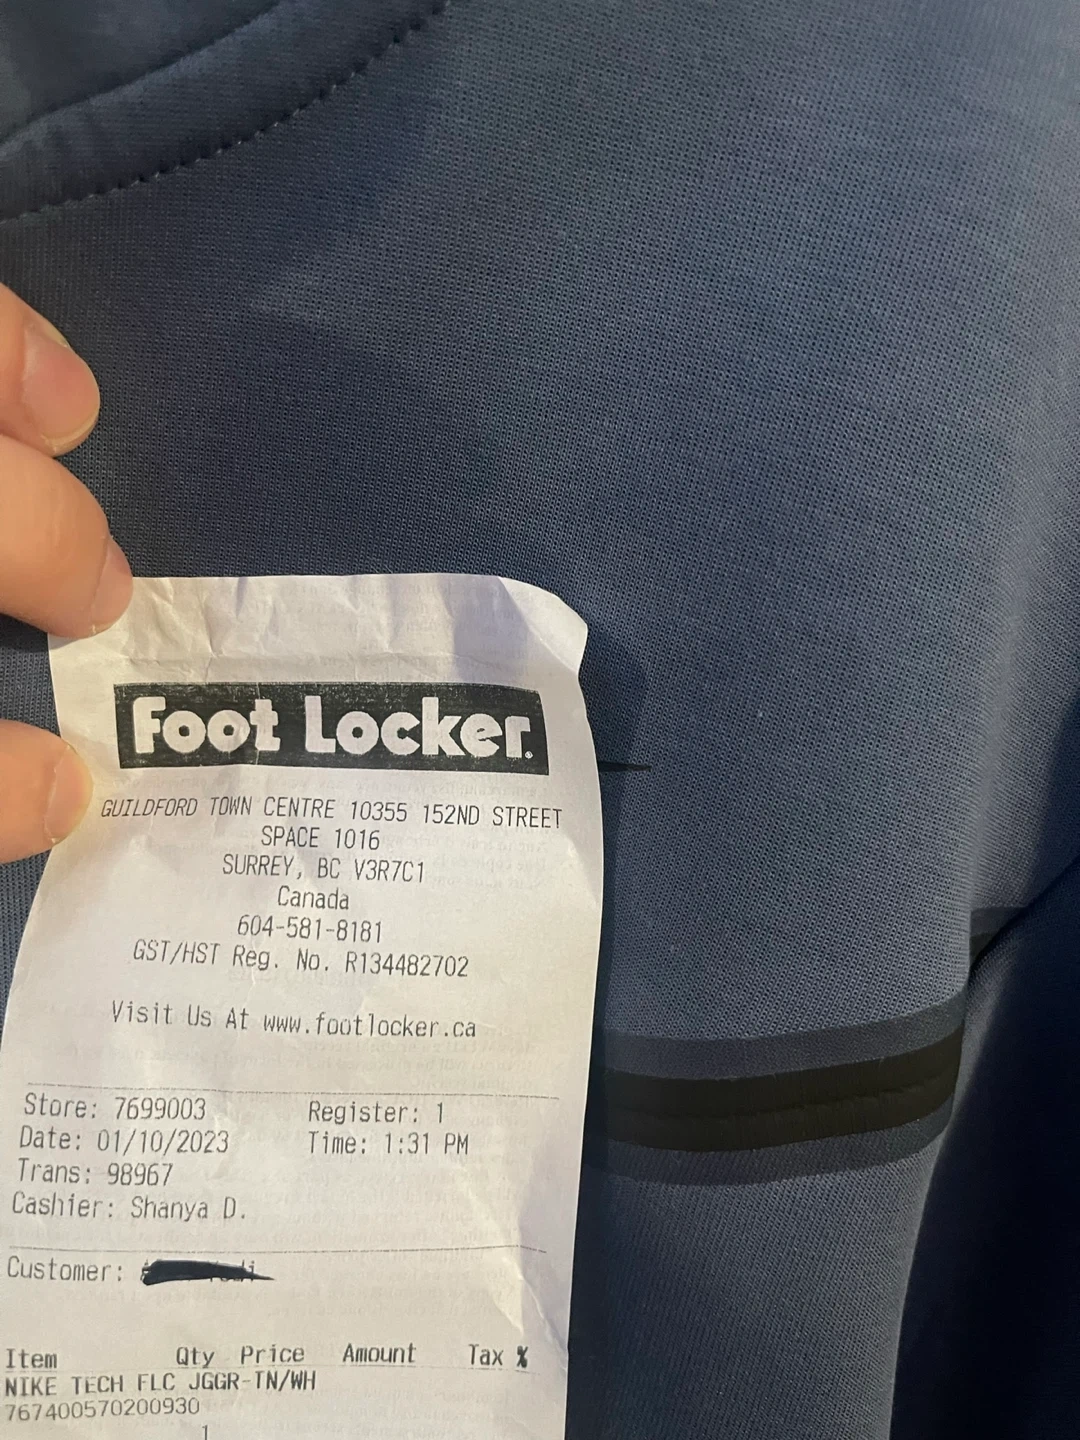 Foot Locker.
GUILDFORD TOWN CENTRE 10355 152ND STREET
SPACE 1016
SURREY, BC V3R7C1
Canada
604-581-8181
GST/HST Reg. No. R134482702
Visit Us At www.footlocker.ca
Store: 7699003 Register: 1
Date: 01/10/2023 Time: 1:31 PM
Trans: 98967
Cashier: Shanya D.
Customer:
Item Qty Price Amount Tax %
NIKE TECH FLC JGGR-TN/WH
767400570200930
1